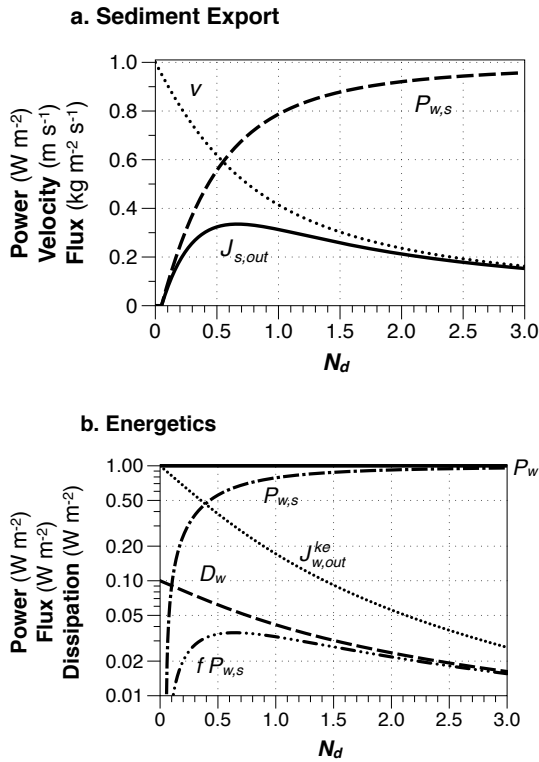 a. Sediment Export
Power (W m-2)
Velocity (m s-1)
Flux (kg m-2 s-1)
1.0
0.8
0.6
0.4
0.2
0
v
Pw,s
Js,out
0 0.5 1.0 1.5 2.0 2.5 3.0
Nd
b. Energetics
Power (W m-2)
Flux (W m-2)
Dissipation (W m-2)
1.00
0.50
0.20
0.10
0.05
0.02
0.01
Pw
Pw,s
Jw,outke
Dw
f Pw,s
0 0.5 1.0 1.5 2.0 2.5 3.0
Nd